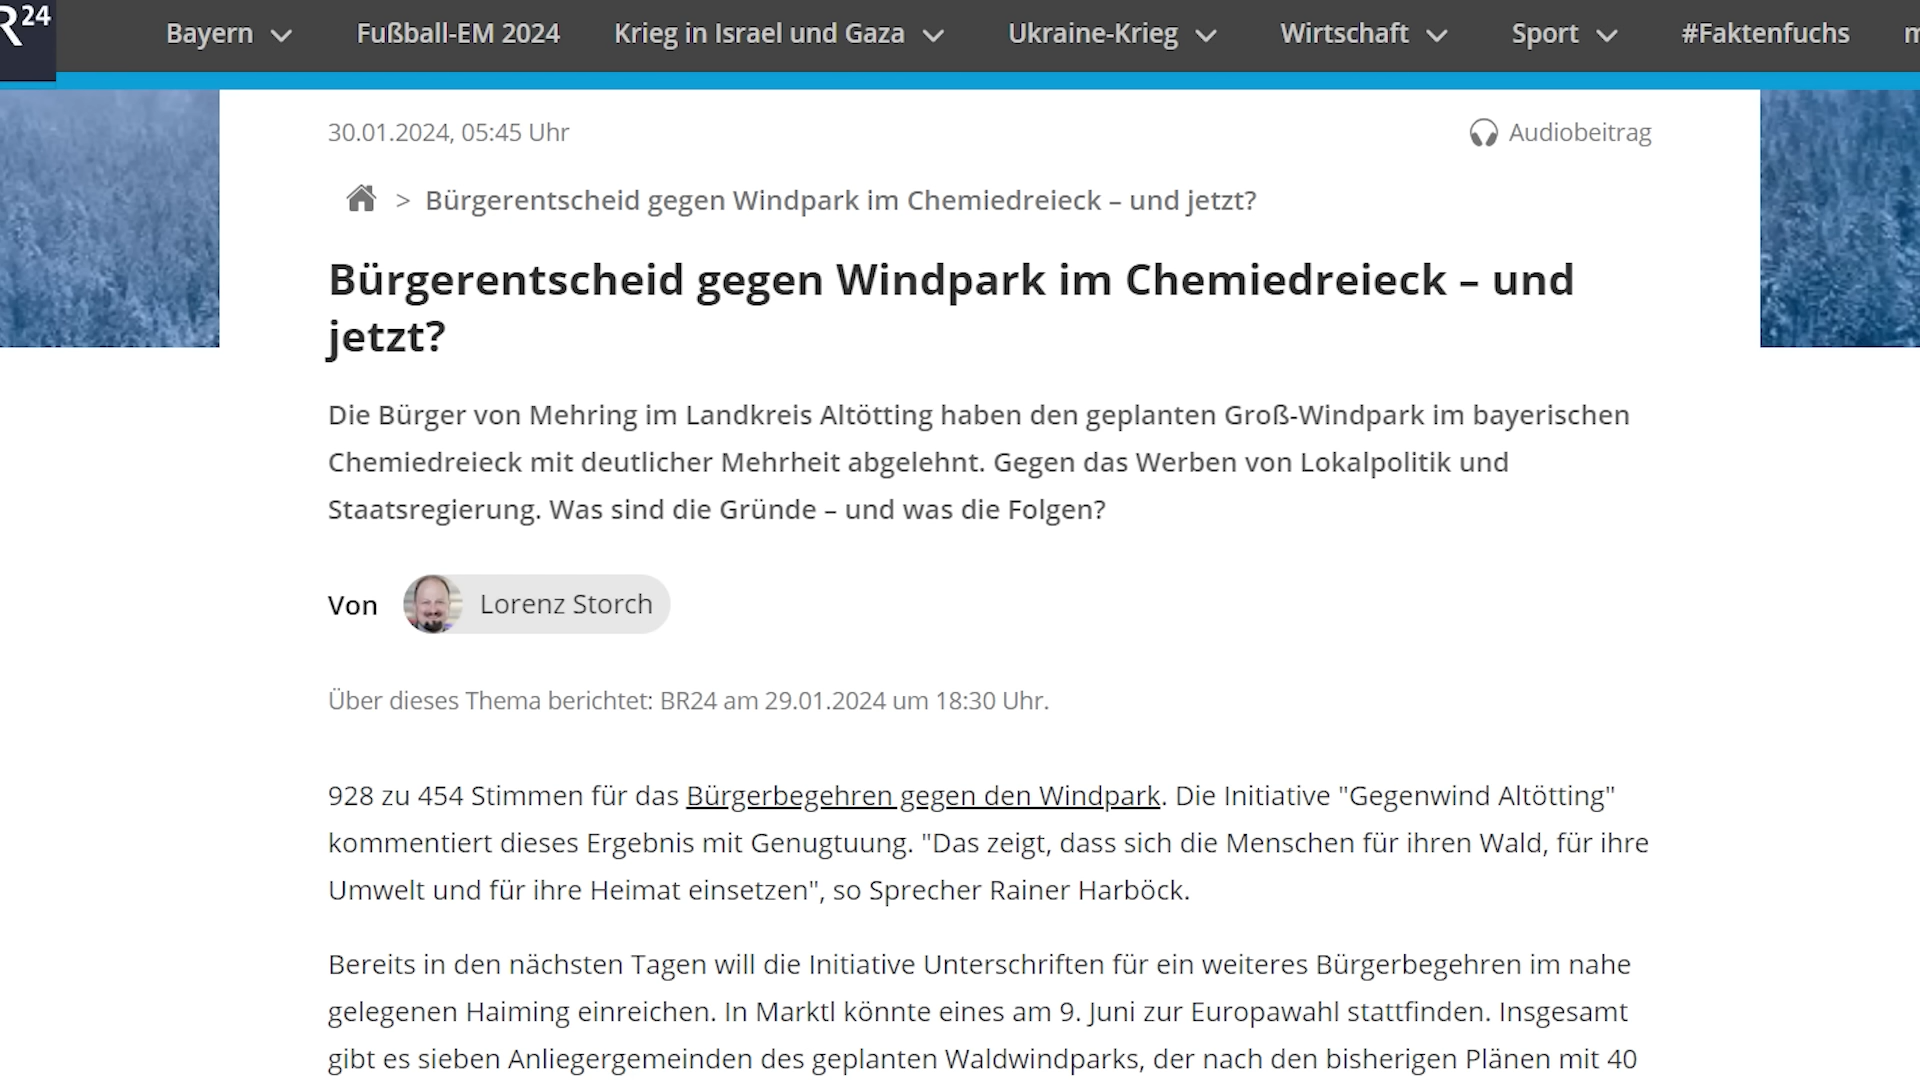 R24
Bayern
Fußball-EM 2024
Krieg in Israel und Gaza
Ukraine-Krieg
Wirtschaft
Sport
#Faktenfuchs
30.01.2024, 05:45 Uhr
Audiobeitrag
> Bürgerentscheid gegen Windpark im Chemiedreieck – und jetzt?
Bürgerentscheid gegen Windpark im Chemiedreieck – und
jetzt?
Die Bürger von Mehring im Landkreis Altötting haben den geplanten Groß-Windpark im bayerischen
Chemiedreieck mit deutlicher Mehrheit abgelehnt. Gegen das Werben von Lokalpolitik und
Staatsregierung. Was sind die Gründe – und was die Folgen?
Von Lorenz Storch
Über dieses Thema berichtet: BR24 am 29.01.2024 um 18:30 Uhr.
928 zu 454 Stimmen für das Bürgerbegehren gegen den Windpark. Die Initiative "Gegenwind Altötting"
kommentiert dieses Ergebnis mit Genugtuung. "Das zeigt, dass sich die Menschen für ihren Wald, für ihre
Umwelt und für ihre Heimat einsetzen", so Sprecher Rainer Harböck.
Bereits in den nächsten Tagen will die Initiative Unterschriften für ein weiteres Bürgerbegehren im nahe
gelegenen Haiming einreichen. In Marktl könnte eines am 9. Juni zur Europawahl stattfinden. Insgesamt
gibt es sieben Anliegergemeinden des geplanten Waldwindparks, der nach den bisherigen Plänen mit 40